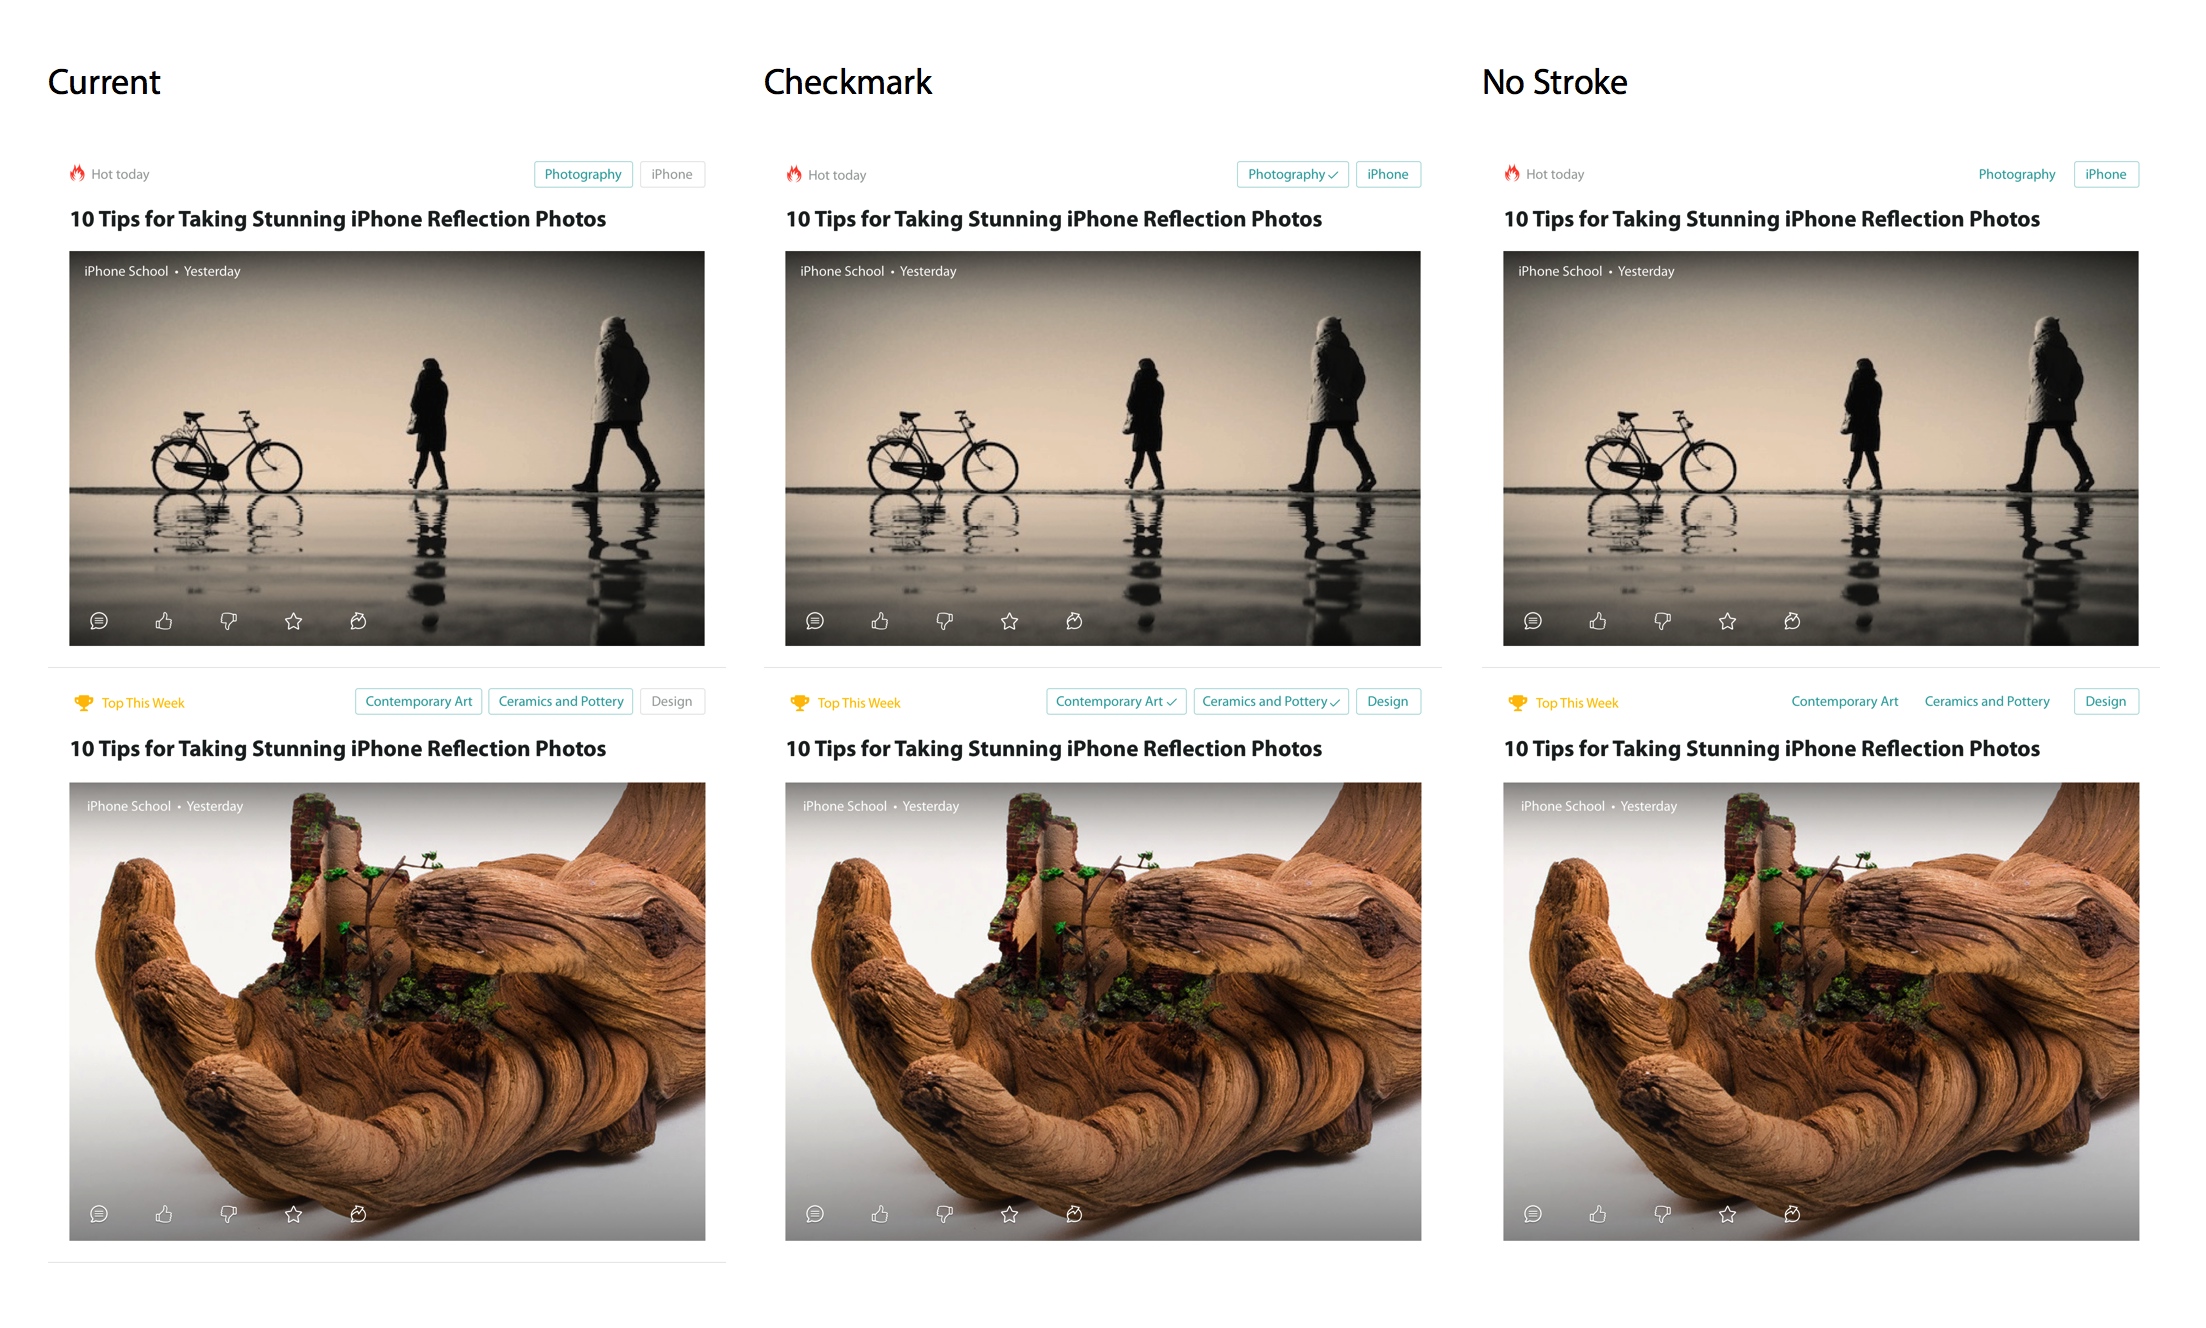 Current
Hot today Photography iPhone
10 Tips for Taking Stunning iPhone Reflection Photos
iPhone School • Yesterday
Top This Week Contemporary Art Ceramics and Pottery Design
10 Tips for Taking Stunning iPhone Reflection Photos
iPhone School • Yesterday
Checkmark
Hot today Photography ✓ iPhone
10 Tips for Taking Stunning iPhone Reflection Photos
iPhone School • Yesterday
Top This Week Contemporary Art ✓ Ceramics and Pottery ✓ Design
10 Tips for Taking Stunning iPhone Reflection Photos
iPhone School • Yesterday
No Stroke
Hot today Photography iPhone
10 Tips for Taking Stunning iPhone Reflection Photos
iPhone School • Yesterday
Top This Week Contemporary Art Ceramics and Pottery Design
10 Tips for Taking Stunning iPhone Reflection Photos
iPhone School • Yesterday